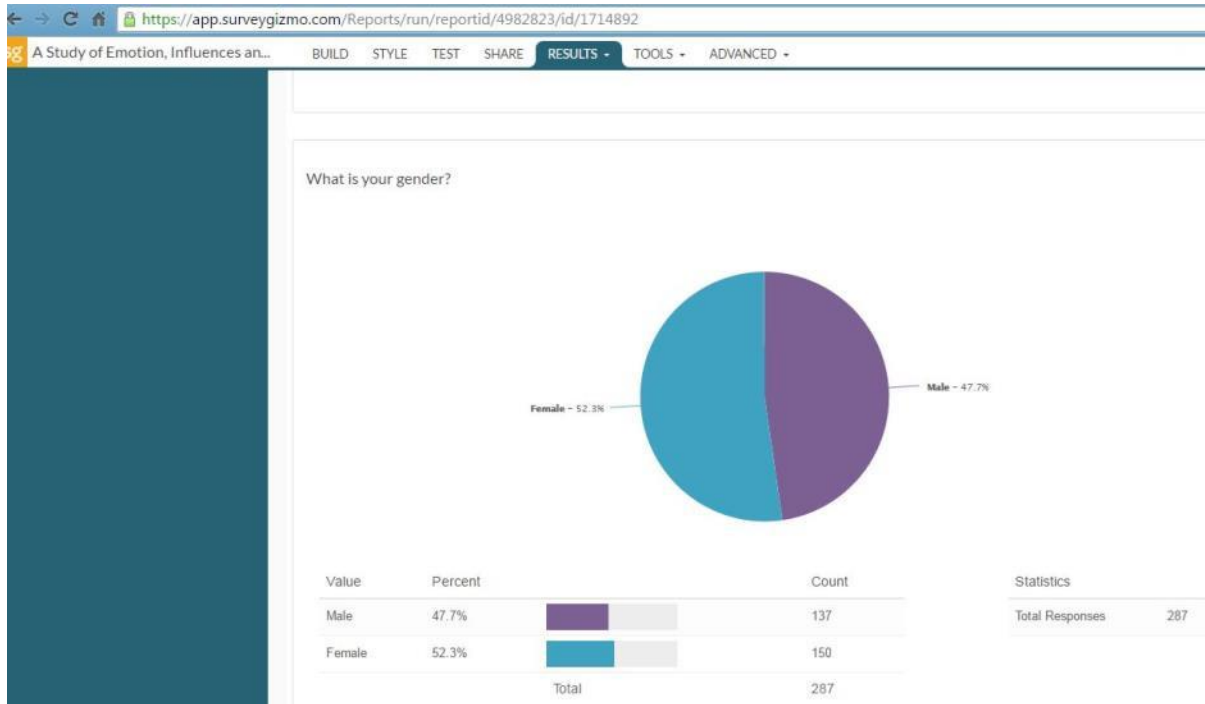 https://app.surveygizmo.com/Reports/run/reportid/4982823/id/1714892
sg A Study of Emotion, Influences an... BUILD STYLE TEST SHARE RESULTS TOOLS ADVANCED
What is your gender?
Male - 47.7%
Female - 52.3%
Value Percent Count Statistics
Male 47.7% 137 Total Responses 287
Female 52.3% 150
Total 287